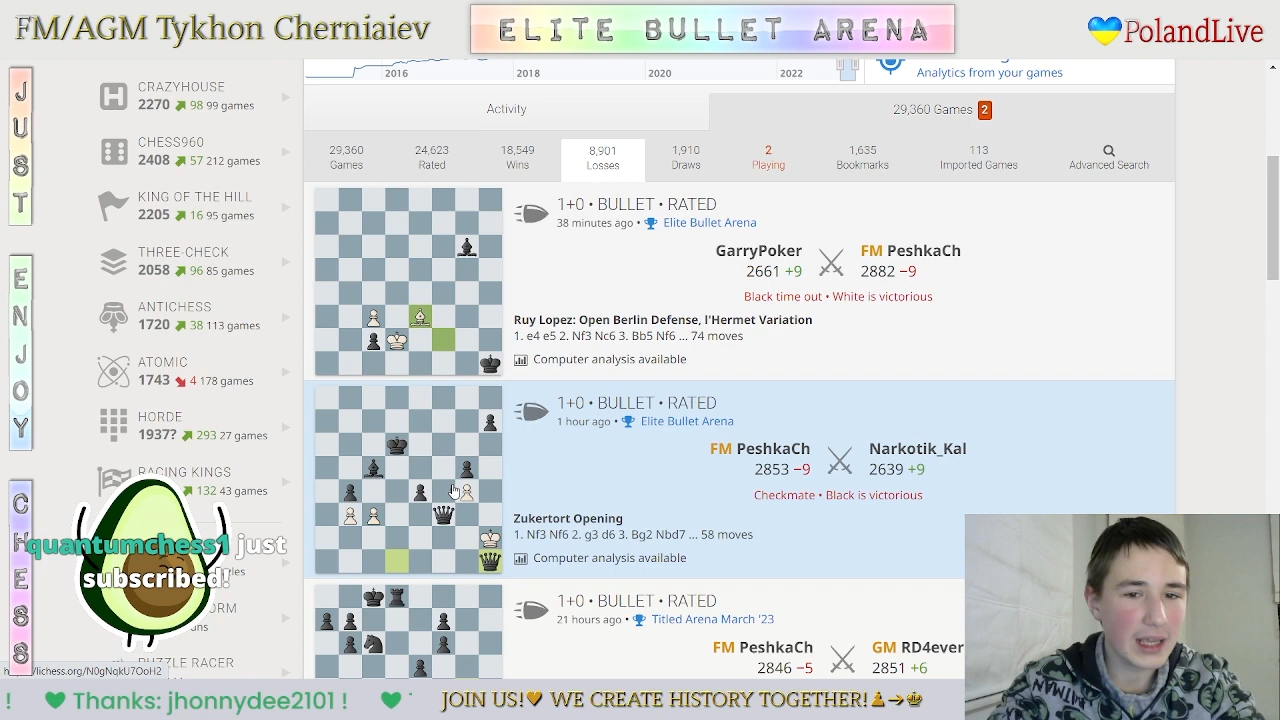 FM/AGM Tykhon Cherniaiev
ELITE BULLET ARENA
PolandLive
JUST
ENJOY
CHESS
CRAZYHOUSE
2270 98 99 games
CHESS960
2408 57 212 games
KING OF THE HILL
2205 16 95 games
THREE-CHECK
2058 96 85 games
ANTICHESS
1720 38 113 games
ATOMIC
1743 4 178 games
HORDE
1937? 293 27 games
RACING KINGS
132 43 games
quantumchess1 just
subscribed!
PUZZLE RACER
2016 2018 2020 2022
Analytics from your games
Activity
29,360 Games 2
29,360 Games
24,623 Rated
18,549 Wins
8,901 Losses
1,910 Draws
2 Playing
1,635 Bookmarks
113 Imported Games
Advanced Search
1+0 • BULLET • RATED
38 minutes ago • Elite Bullet Arena
GarryPoker FM PeshkaCh
2661 +9 2882 −9
Black time out • White is victorious
Ruy Lopez: Open Berlin Defense, l'Hermet Variation
1. e4 e5 2. Nf3 Nc6 3. Bb5 Nf6 ... 74 moves
Computer analysis available
1+0 • BULLET • RATED
1 hour ago • Elite Bullet Arena
FM PeshkaCh Narkotik_Kal
2853 −9 2639 +9
Checkmate • Black is victorious
Zukertort Opening
1. Nf3 Nf6 2. g3 d6 3. Bg2 Nbd7 ... 58 moves
Computer analysis available
1+0 • BULLET • RATED
21 hours ago • Titled Arena March '23
FM PeshkaCh GM RD4ever
2846 −5 2851 +6
/lichess.org/N0gNqkU7OoH2
BATMAN
! Thanks: jhonnydee2101 !
JOIN US! WE CREATE HISTORY TOGETHER!